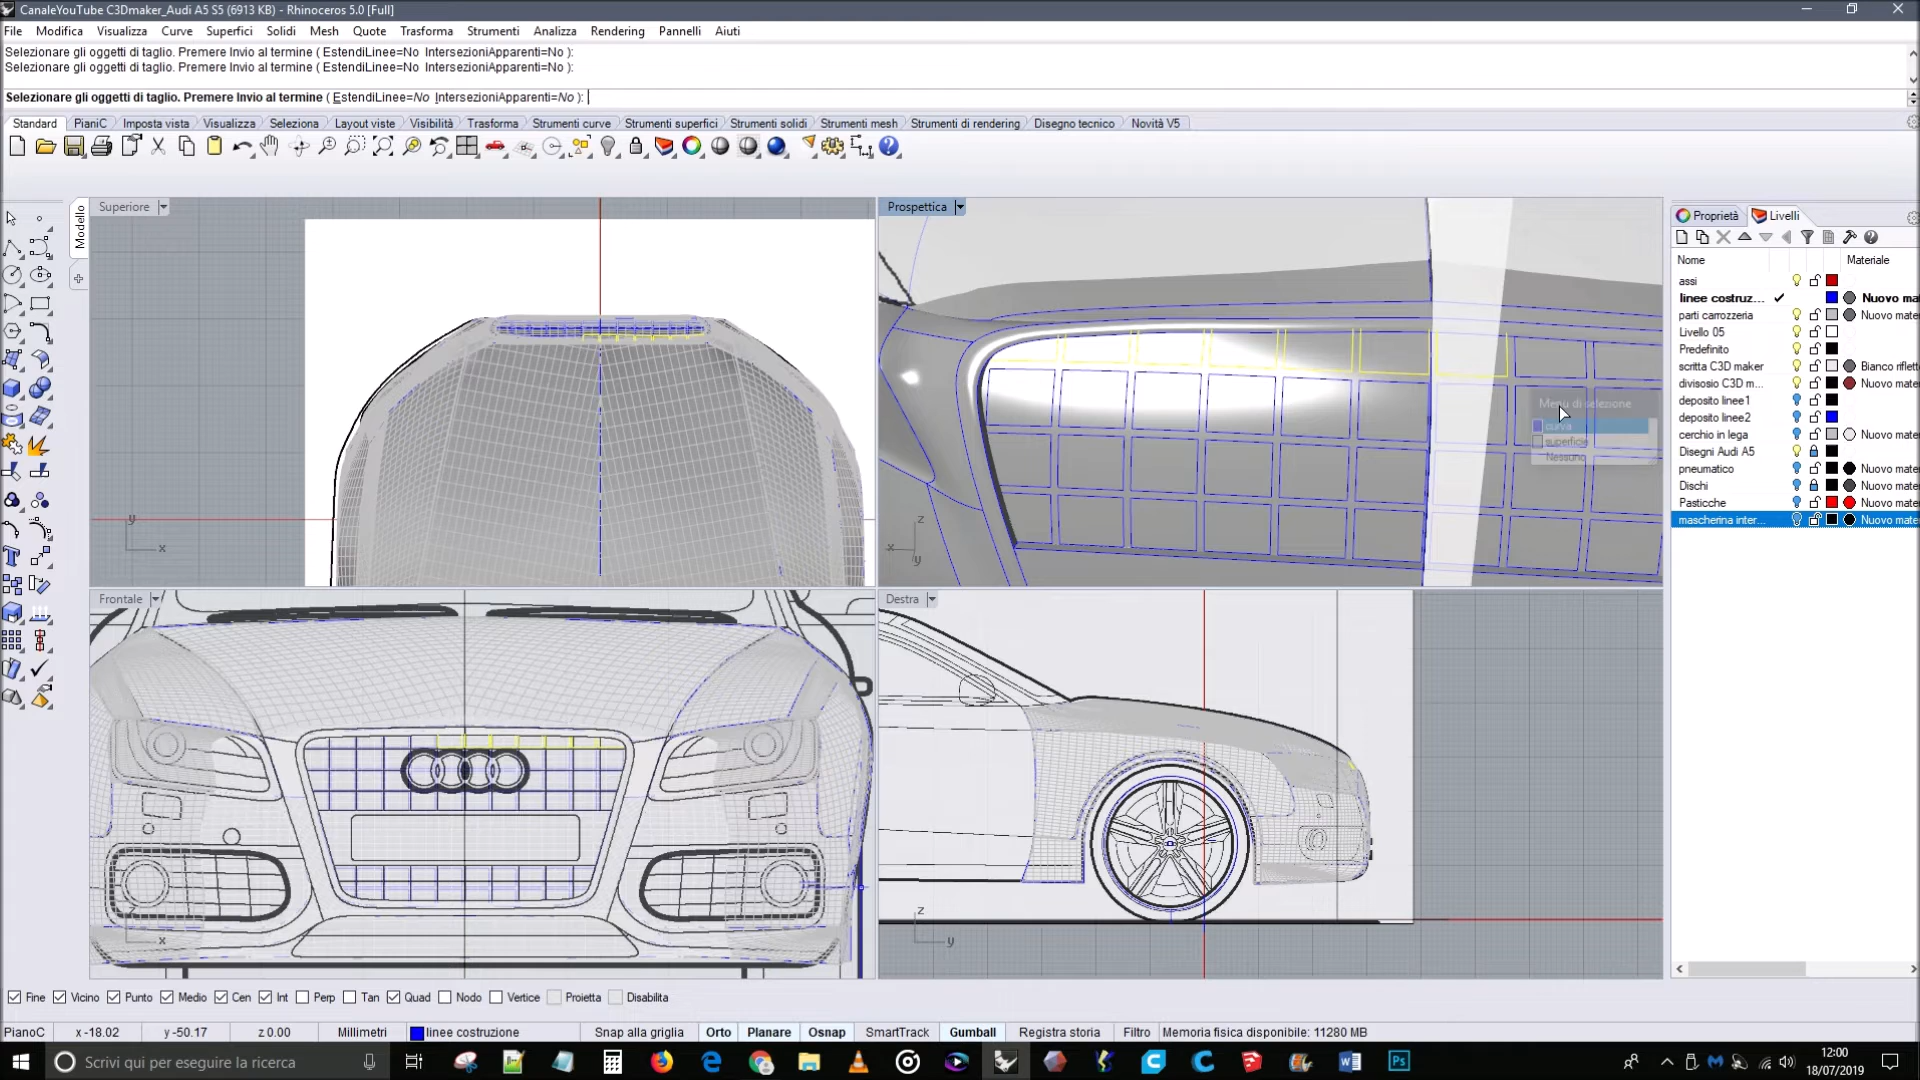 CanaleYouTube C3Dmaker_Audi A5 S5 (6913 KB) - Rhinoceros 5.0 [Full]
File Modifica Visualizza Curve Superfici Solidi Mesh Quote Trasforma Strumenti Analizza Rendering Pannelli Aiuti
Selezionare gli oggetti di taglio. Premere Invio al termine ( EstendiLinee=No IntersezioniApparenti=No ):
Selezionare gli oggetti di taglio. Premere Invio al termine ( EstendiLinee=No IntersezioniApparenti=No ):
Selezionare gli oggetti di taglio. Premere Invio al termine ( EstendiLinee=No IntersezioniApparenti=No ):
Standard PianiC Imposta vista Visualizza Seleziona Layout viste Visibilità Trasforma Strumenti curve Strumenti superfici Strumenti solidi Strumenti mesh Strumenti di rendering Disegno tecnico Novità V5
Modello
Superiore
y
x
Prospettica
Menu di selezione
curva
superficie
Nessuno
z
x
y
Frontale
z
x
Destra
z
y
Proprietà Livelli
Nome Materiale
assi
linee costruz... Nuovo ma
parti carrozzeria Nuovo mate
Livello 05
Predefinito
scritta C3D maker Bianco riflett
divisosio C3D m... Nuovo mate
deposito linee1
deposito linee2
cerchio in lega Nuovo mate
Disegni Audi A5
pneumatico Nuovo mate
Dischi Nuovo mate
Pasticche Nuovo mate
mascherina inter... Nuovo mate
Fine Vicino Punto Medio Cen Int Perp Tan Quad Nodo Vertice Proietta Disabilita
PianoC x -18.02 y -50.17 z 0.00 Millimetri linee costruzione Snap alla griglia Orto Planare Osnap SmartTrack Gumball Registra storia Filtro Memoria fisica disponibile: 11280 MB
Scrivi qui per eseguire la ricerca
12:00
18/07/2019